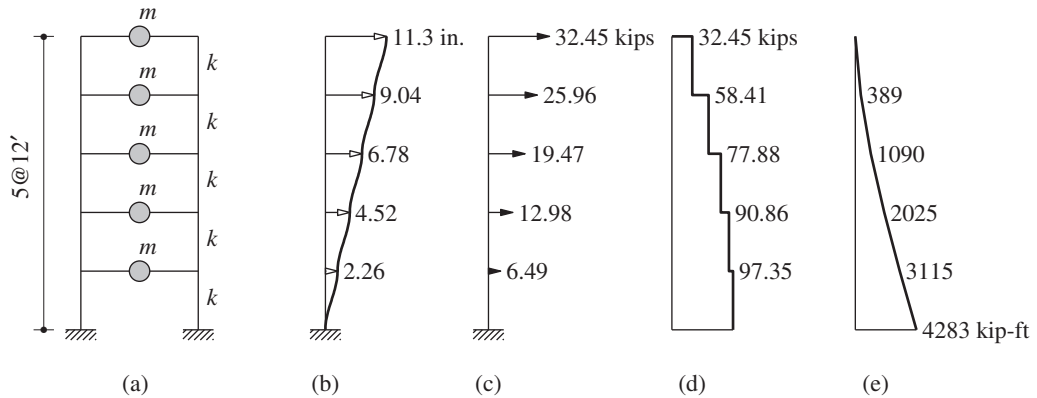 m
k
m
k
m
k
m
k
m
k
5@12′
(a)
11.3 in.
9.04
6.78
4.52
2.26
(b)
32.45 kips
25.96
19.47
12.98
6.49
(c)
32.45 kips
58.41
77.88
90.86
97.35
(d)
389
1090
2025
3115
4283 kip-ft
(e)